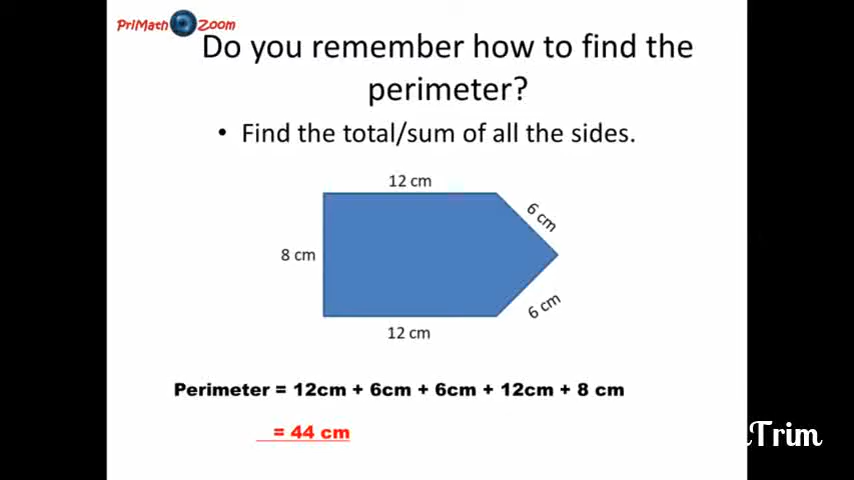 PriMath Zoom
Do you remember how to find the
perimeter?
• Find the total/sum of all the sides.
12 cm
6 cm
8 cm
6 cm
12 cm
Perimeter = 12cm + 6cm + 6cm + 12cm + 8 cm
= 44 cm
Trim